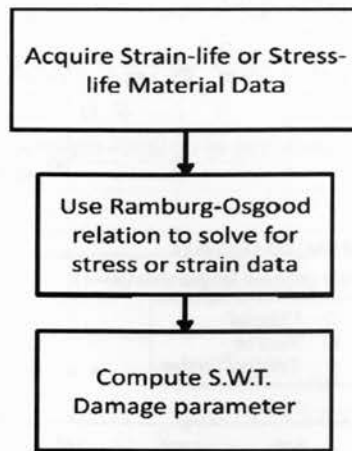 Acquire Strain-life or Stress-
life Material Data
Use Ramburg-Osgood
relation to solve for
stress or strain data
Compute S.W.T.
Damage parameter